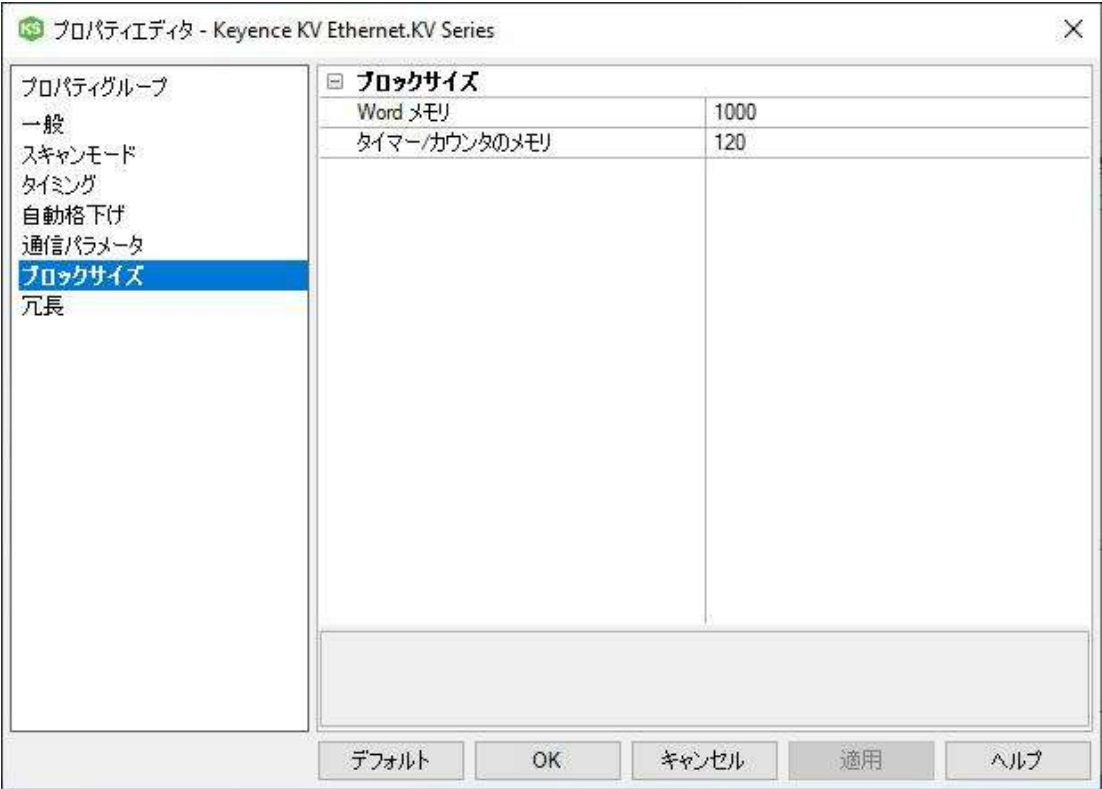 KS プロパティエディタ - Keyence KV Ethernet.KV Series
プロパティグループ
一般
スキャンモード
タイミング
自動格下げ
通信パラメータ
ブロックサイズ
冗長
ブロックサイズ
Word メモリ 1000
タイマー/カウンタのメモリ 120
デフォルト OK キャンセル 適用 ヘルプ